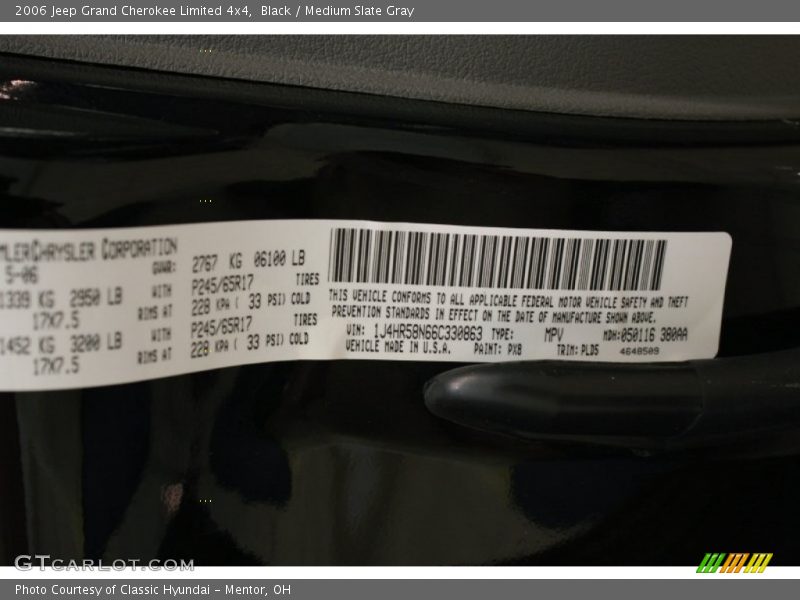 2006 Jeep Grand Cherokee Limited 4x4,  Black / Medium Slate Gray
MLERCHRYSLER CORPORATION
5-06 GVWR: 2767 KG 06100 LB
1339 KG 2950 LB WITH P245/65R17 TIRES
17X7.5 RIMS AT 228 KPA ( 33 PSI) COLD
1452 KG 3200 LB WITH P245/65R17 TIRES
17X7.5 RIMS AT 228 KPA ( 33 PSI) COLD
THIS VEHICLE CONFORMS TO ALL APPLICABLE FEDERAL MOTOR VEHICLE SAFETY AND THEFT
PREVENTION STANDARDS IN EFFECT ON THE DATE OF MANUFACTURE SHOWN ABOVE.
VIN: 1J4HR58N66C330863 TYPE: MPV MDH:050116 380AA
VEHICLE MADE IN U.S.A. PAINT: PX8 TRIM: PLD5 4648509
GTCARLOT.COM
Photo Courtesy of Classic Hyundai - Mentor, OH